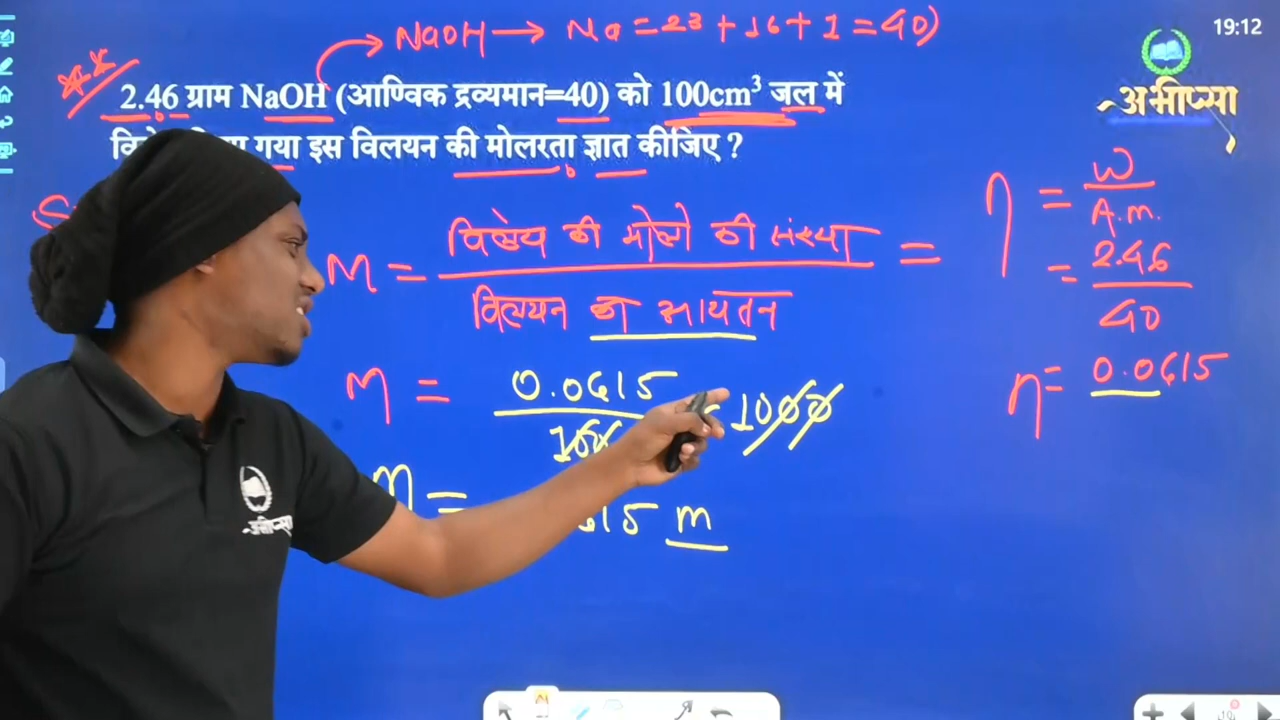 19:12
NaOH → Na = 23 + 16 + 1 = 40)
2.46 ग्राम NaOH (आण्विक द्रव्यमान=40) को 100cm³ जल में
गया इस विलयन की मोलरता ज्ञात कीजिए ?
अभीप्सा
M = विलेय की मोलो की संख्या / विलयन का आयतन =
η = W / A.m.
= 2.46 / 40
η = 0.0615
M = 0.0615 / 100 1000
M = 615 m
अभीप्सा